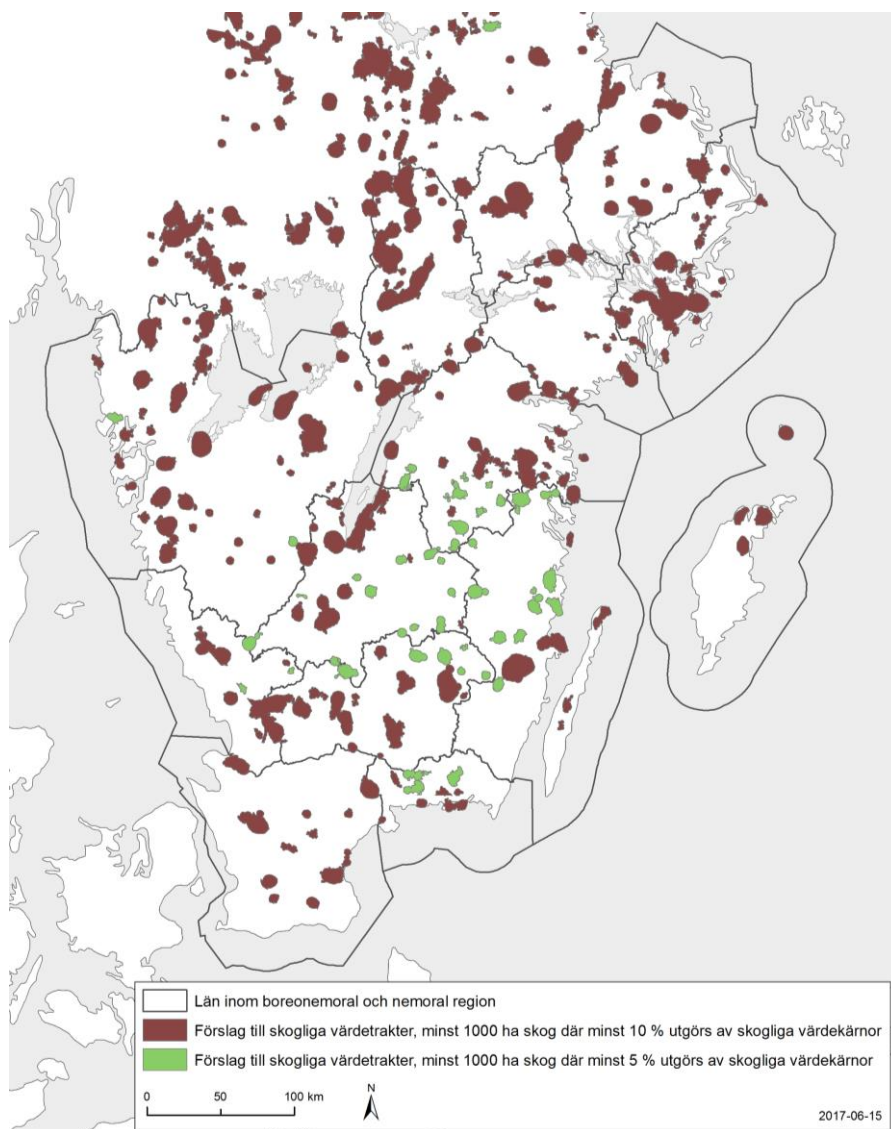 Län inom boreonemoral och nemoral region
Förslag till skogliga värdetrakter, minst 1000 ha skog där minst 10 % utgörs av skogliga värdekärnor
Förslag till skogliga värdetrakter, minst 1000 ha skog där minst 5 % utgörs av skogliga värdekärnor
0 50 100 km
N
2017-06-15